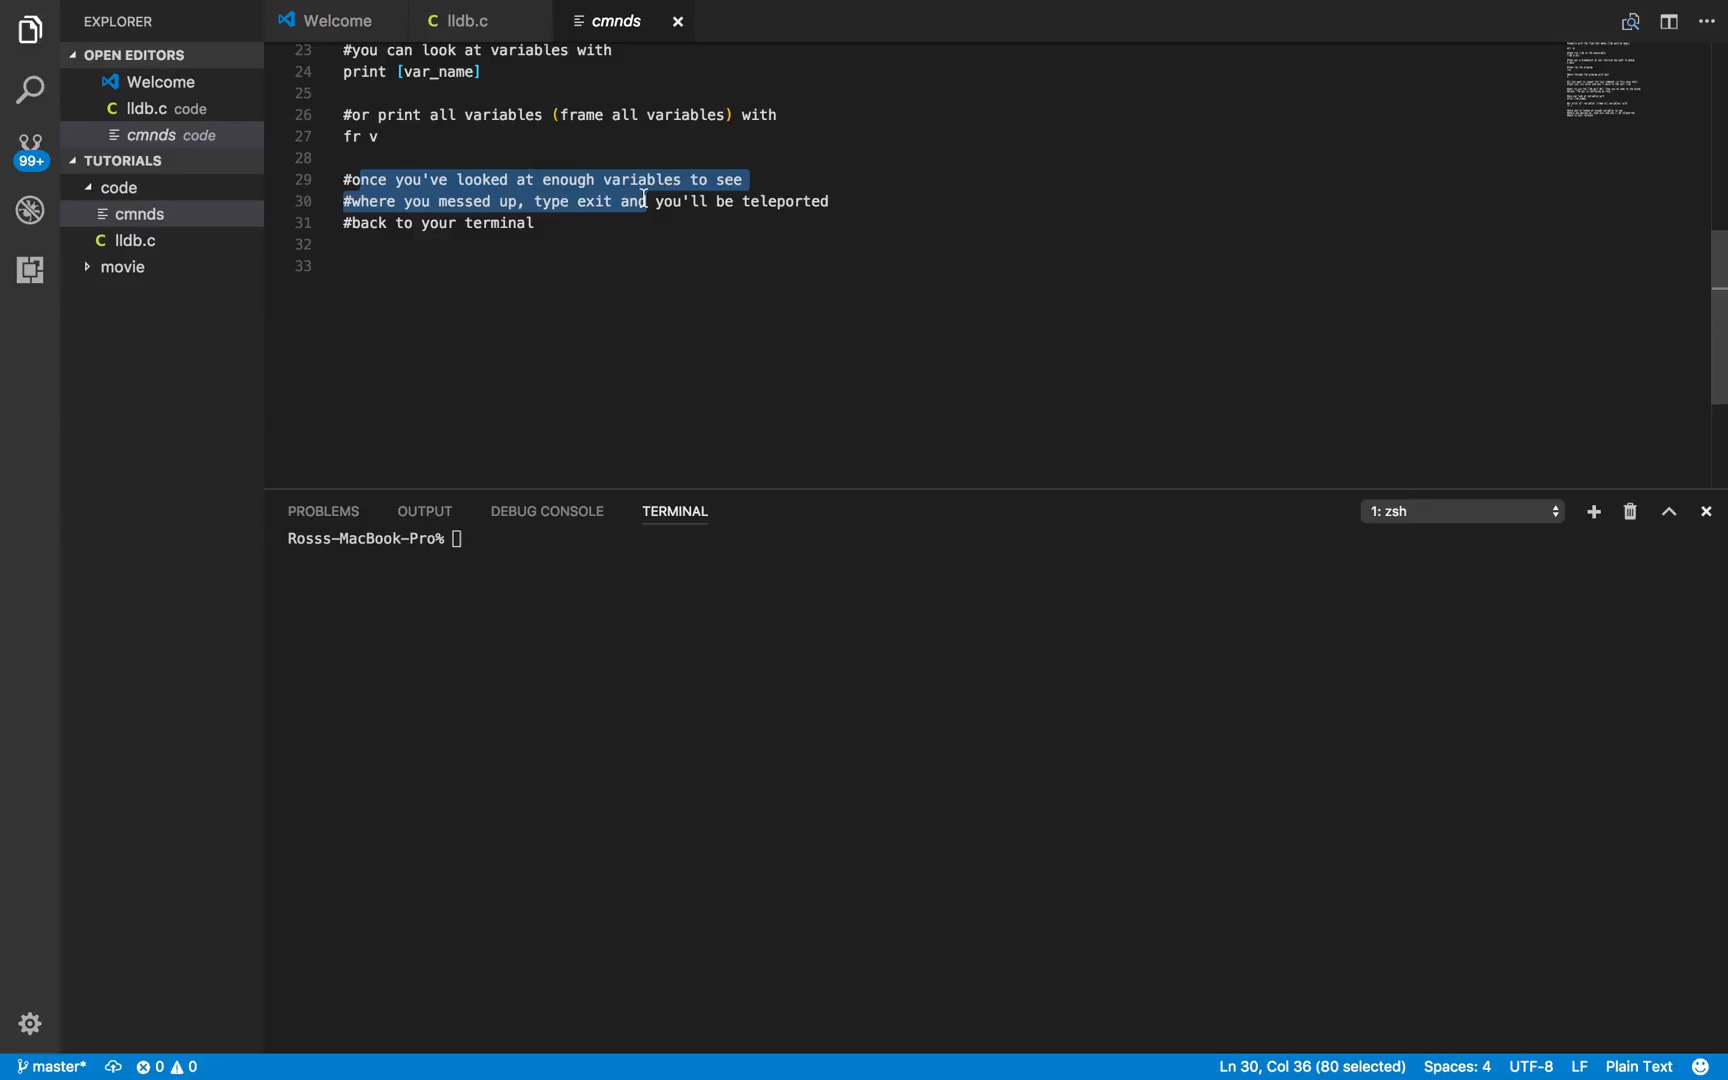 EXPLORER
OPEN EDITORS
Welcome
lldb.c code
cmnds code
99+
TUTORIALS
code
cmnds
lldb.c
movie
Welcome
C lldb.c
cmnds
23 #you can look at variables with
24 print [var_name]
25
26 #or print all variables (frame all variables) with
27 fr v
28
29 #once you've looked at enough variables to see
30 #where you messed up, type exit and you'll be teleported
31 #back to your terminal
32
33
PROBLEMS OUTPUT DEBUG CONSOLE TERMINAL
1: zsh
Rosss-MacBook-Pro%
master* 0 0
Ln 30, Col 36 (80 selected) Spaces: 4 UTF-8 LF Plain Text